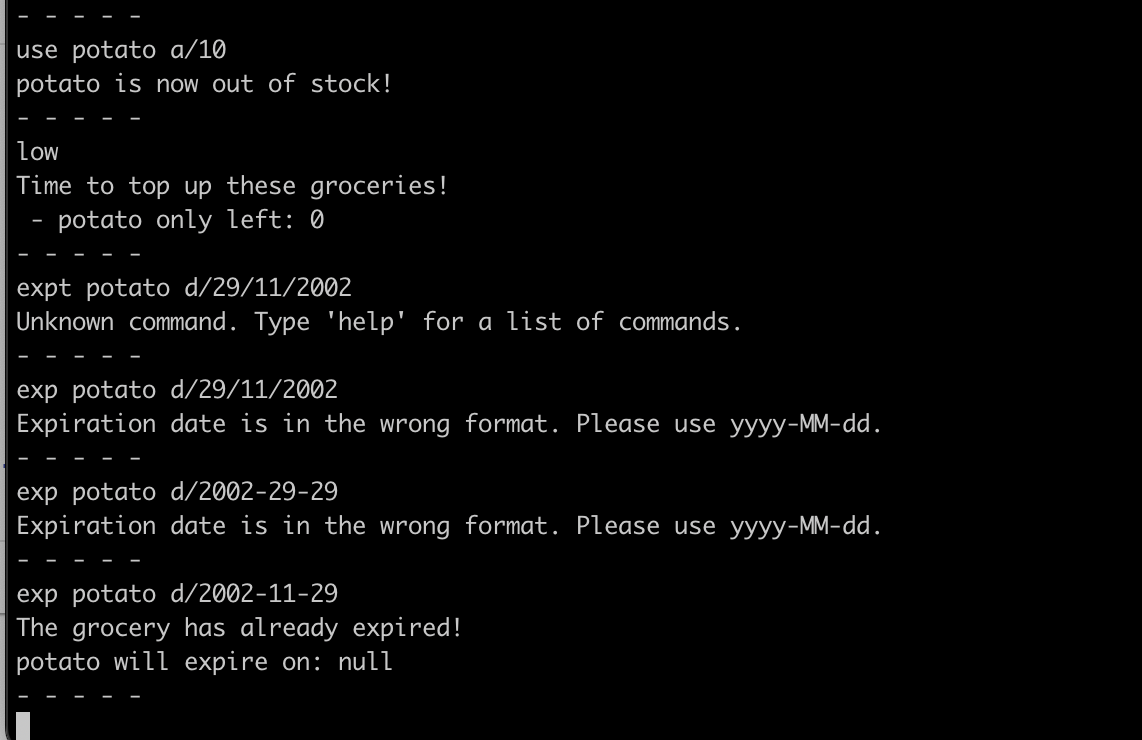 - - - - -
use potato a/10
potato is now out of stock!
- - - - -
low
Time to top up these groceries!
 - potato only left: 0
- - - - -
expt potato d/29/11/2002
Unknown command. Type 'help' for a list of commands.
- - - - -
exp potato d/29/11/2002
Expiration date is in the wrong format. Please use yyyy-MM-dd.
- - - - -
exp potato d/2002-29-29
Expiration date is in the wrong format. Please use yyyy-MM-dd.
- - - - -
exp potato d/2002-11-29
The grocery has already expired!
potato will expire on: null
- - - - -